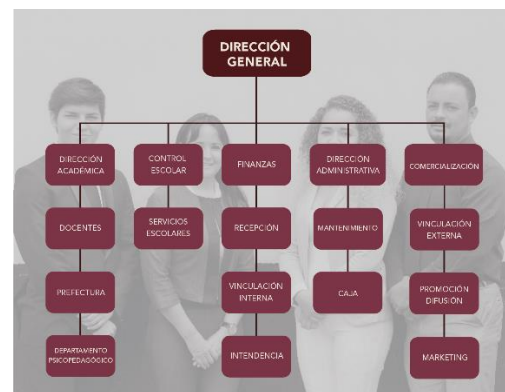 DIRECCIÓN
GENERAL
DIRECCIÓN
ACADÉMICA
CONTROL
ESCOLAR
FINANZAS
DIRECCIÓN
ADMINISTRATIVA
COMERCIALIZACIÓN
DOCENTES
SERVICIOS
ESCOLARES
RECEPCIÓN
MANTENIMIENTO
VINCULACIÓN
EXTERNA
PREFECTURA
VINCULACIÓN
INTERNA
CAJA
PROMOCIÓN
DIFUSIÓN
DEPARTAMENTO
PSICOPEDAGÓGICO
INTENDENCIA
MARKETING